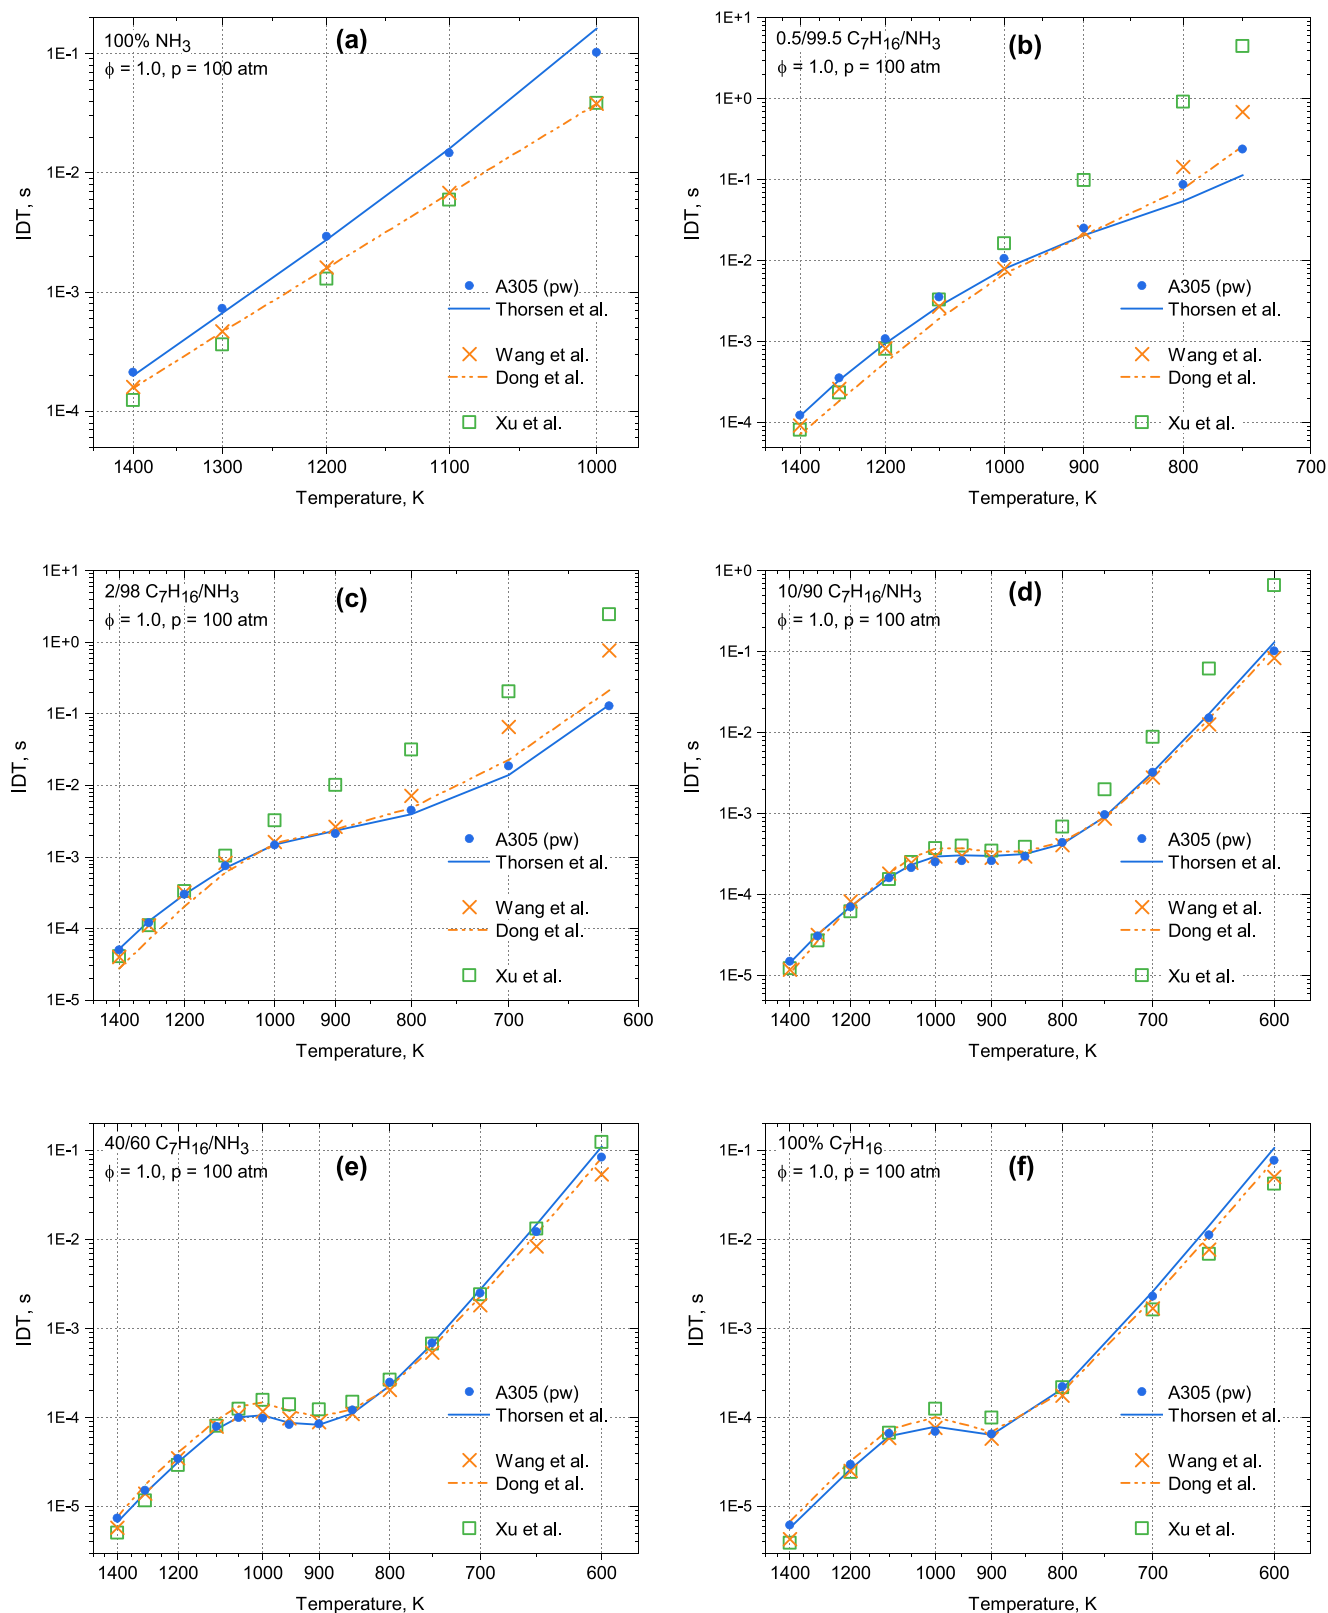 100% NH₃
ϕ = 1.0, p = 100 atm
(a)
1E-1
1E-2
1E-3
1E-4
IDT, s
A305 (pw)
Thorsen et al.
Wang et al.
Dong et al.
Xu et al.
1400 1300 1200 1100 1000
Temperature, K
0.5/99.5 C₇H₁₆/NH₃
ϕ = 1.0, p = 100 atm
(b)
1E+1
1E+0
1E-1
1E-2
1E-3
1E-4
IDT, s
A305 (pw)
Thorsen et al.
Wang et al.
Dong et al.
Xu et al.
1400 1200 1000 900 800 700
Temperature, K
2/98 C₇H₁₆/NH₃
ϕ = 1.0, p = 100 atm
(c)
1E+1
1E+0
1E-1
1E-2
1E-3
1E-4
1E-5
IDT, s
A305 (pw)
Thorsen et al.
Wang et al.
Dong et al.
Xu et al.
1400 1200 1000 900 800 700 600
Temperature, K
10/90 C₇H₁₆/NH₃
ϕ = 1.0, p = 100 atm
(d)
1E+0
1E-1
1E-2
1E-3
1E-4
1E-5
IDT, s
A305 (pw)
Thorsen et al.
Wang et al.
Dong et al.
Xu et al.
1400 1200 1000 900 800 700 600
Temperature, K
40/60 C₇H₁₆/NH₃
ϕ = 1.0, p = 100 atm
(e)
1E-1
1E-2
1E-3
1E-4
1E-5
IDT, s
A305 (pw)
Thorsen et al.
Wang et al.
Dong et al.
Xu et al.
1400 1200 1000 900 800 700 600
Temperature, K
100% C₇H₁₆
ϕ = 1.0, p = 100 atm
(f)
1E-1
1E-2
1E-3
1E-4
1E-5
IDT, s
A305 (pw)
Thorsen et al.
Wang et al.
Dong et al.
Xu et al.
1400 1200 1000 900 800 700 600
Temperature, K